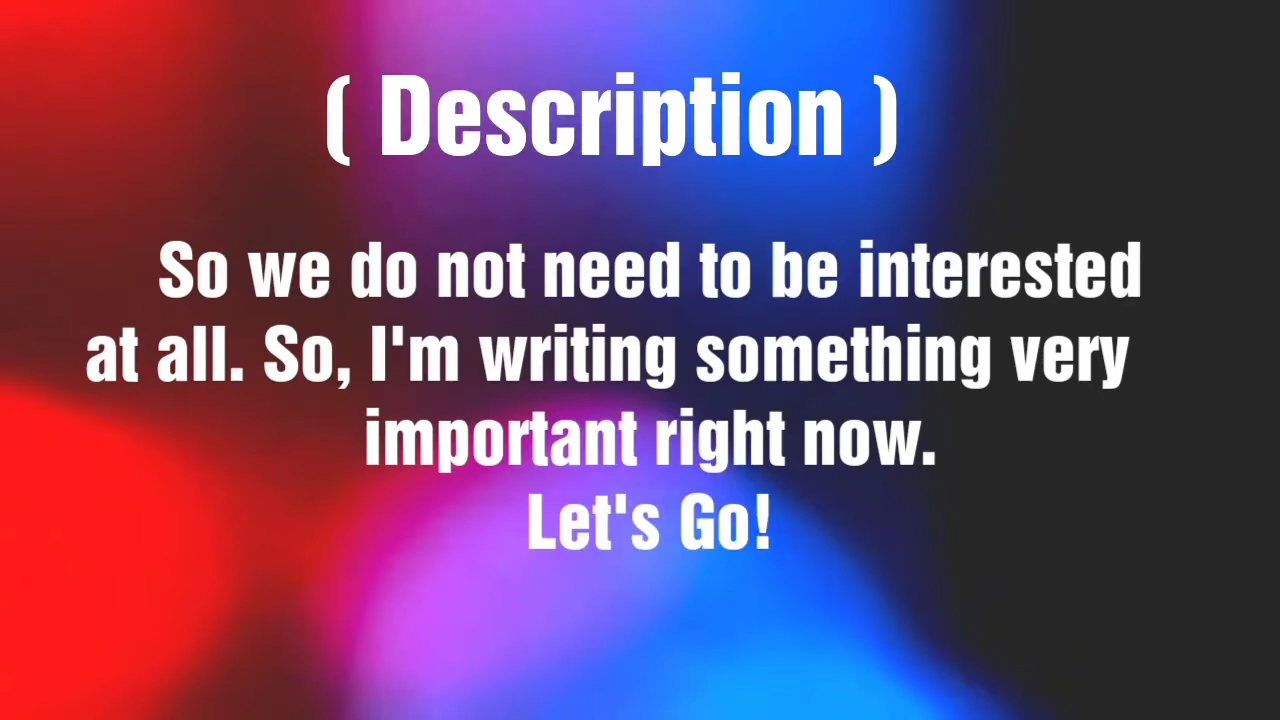 ( Description )
So we do not need to be interested
at all. So, I'm writing something very
important right now.
Let's Go!